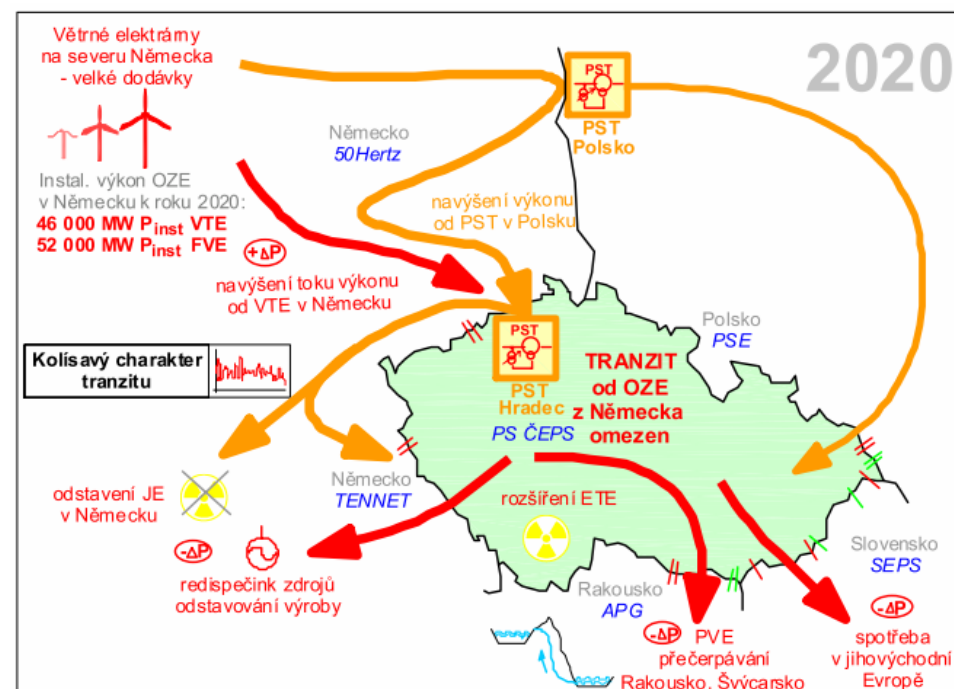 2020
Větrné elektrárny
na severu Německa
- velké dodávky
Instal. výkon OZE
v Německu k roku 2020:
46 000 MW Pinst VTE
52 000 MW Pinst FVE
Německo
50Hertz
PST
PST
Polsko
navýšení výkonu
od PST v Polsku
+ΔP
navýšení toku výkonu
od VTE v Německu
Kolísavý charakter
tranzitu
PST
PST
Hradec
PS ČEPS
TRANZIT
od OZE
z Německa
omezen
Polsko
PSE
odstavení JE
v Německu
Německo
TENNET
rozšíření ETE
-ΔP
redispečink zdrojů
odstavování výroby
Rakousko
APG
-ΔP
PVE
přečerpávání
Rakousko, Švýcarsko
Slovensko
SEPS
-ΔP
spotřeba
v jihovýchodní
Evropě